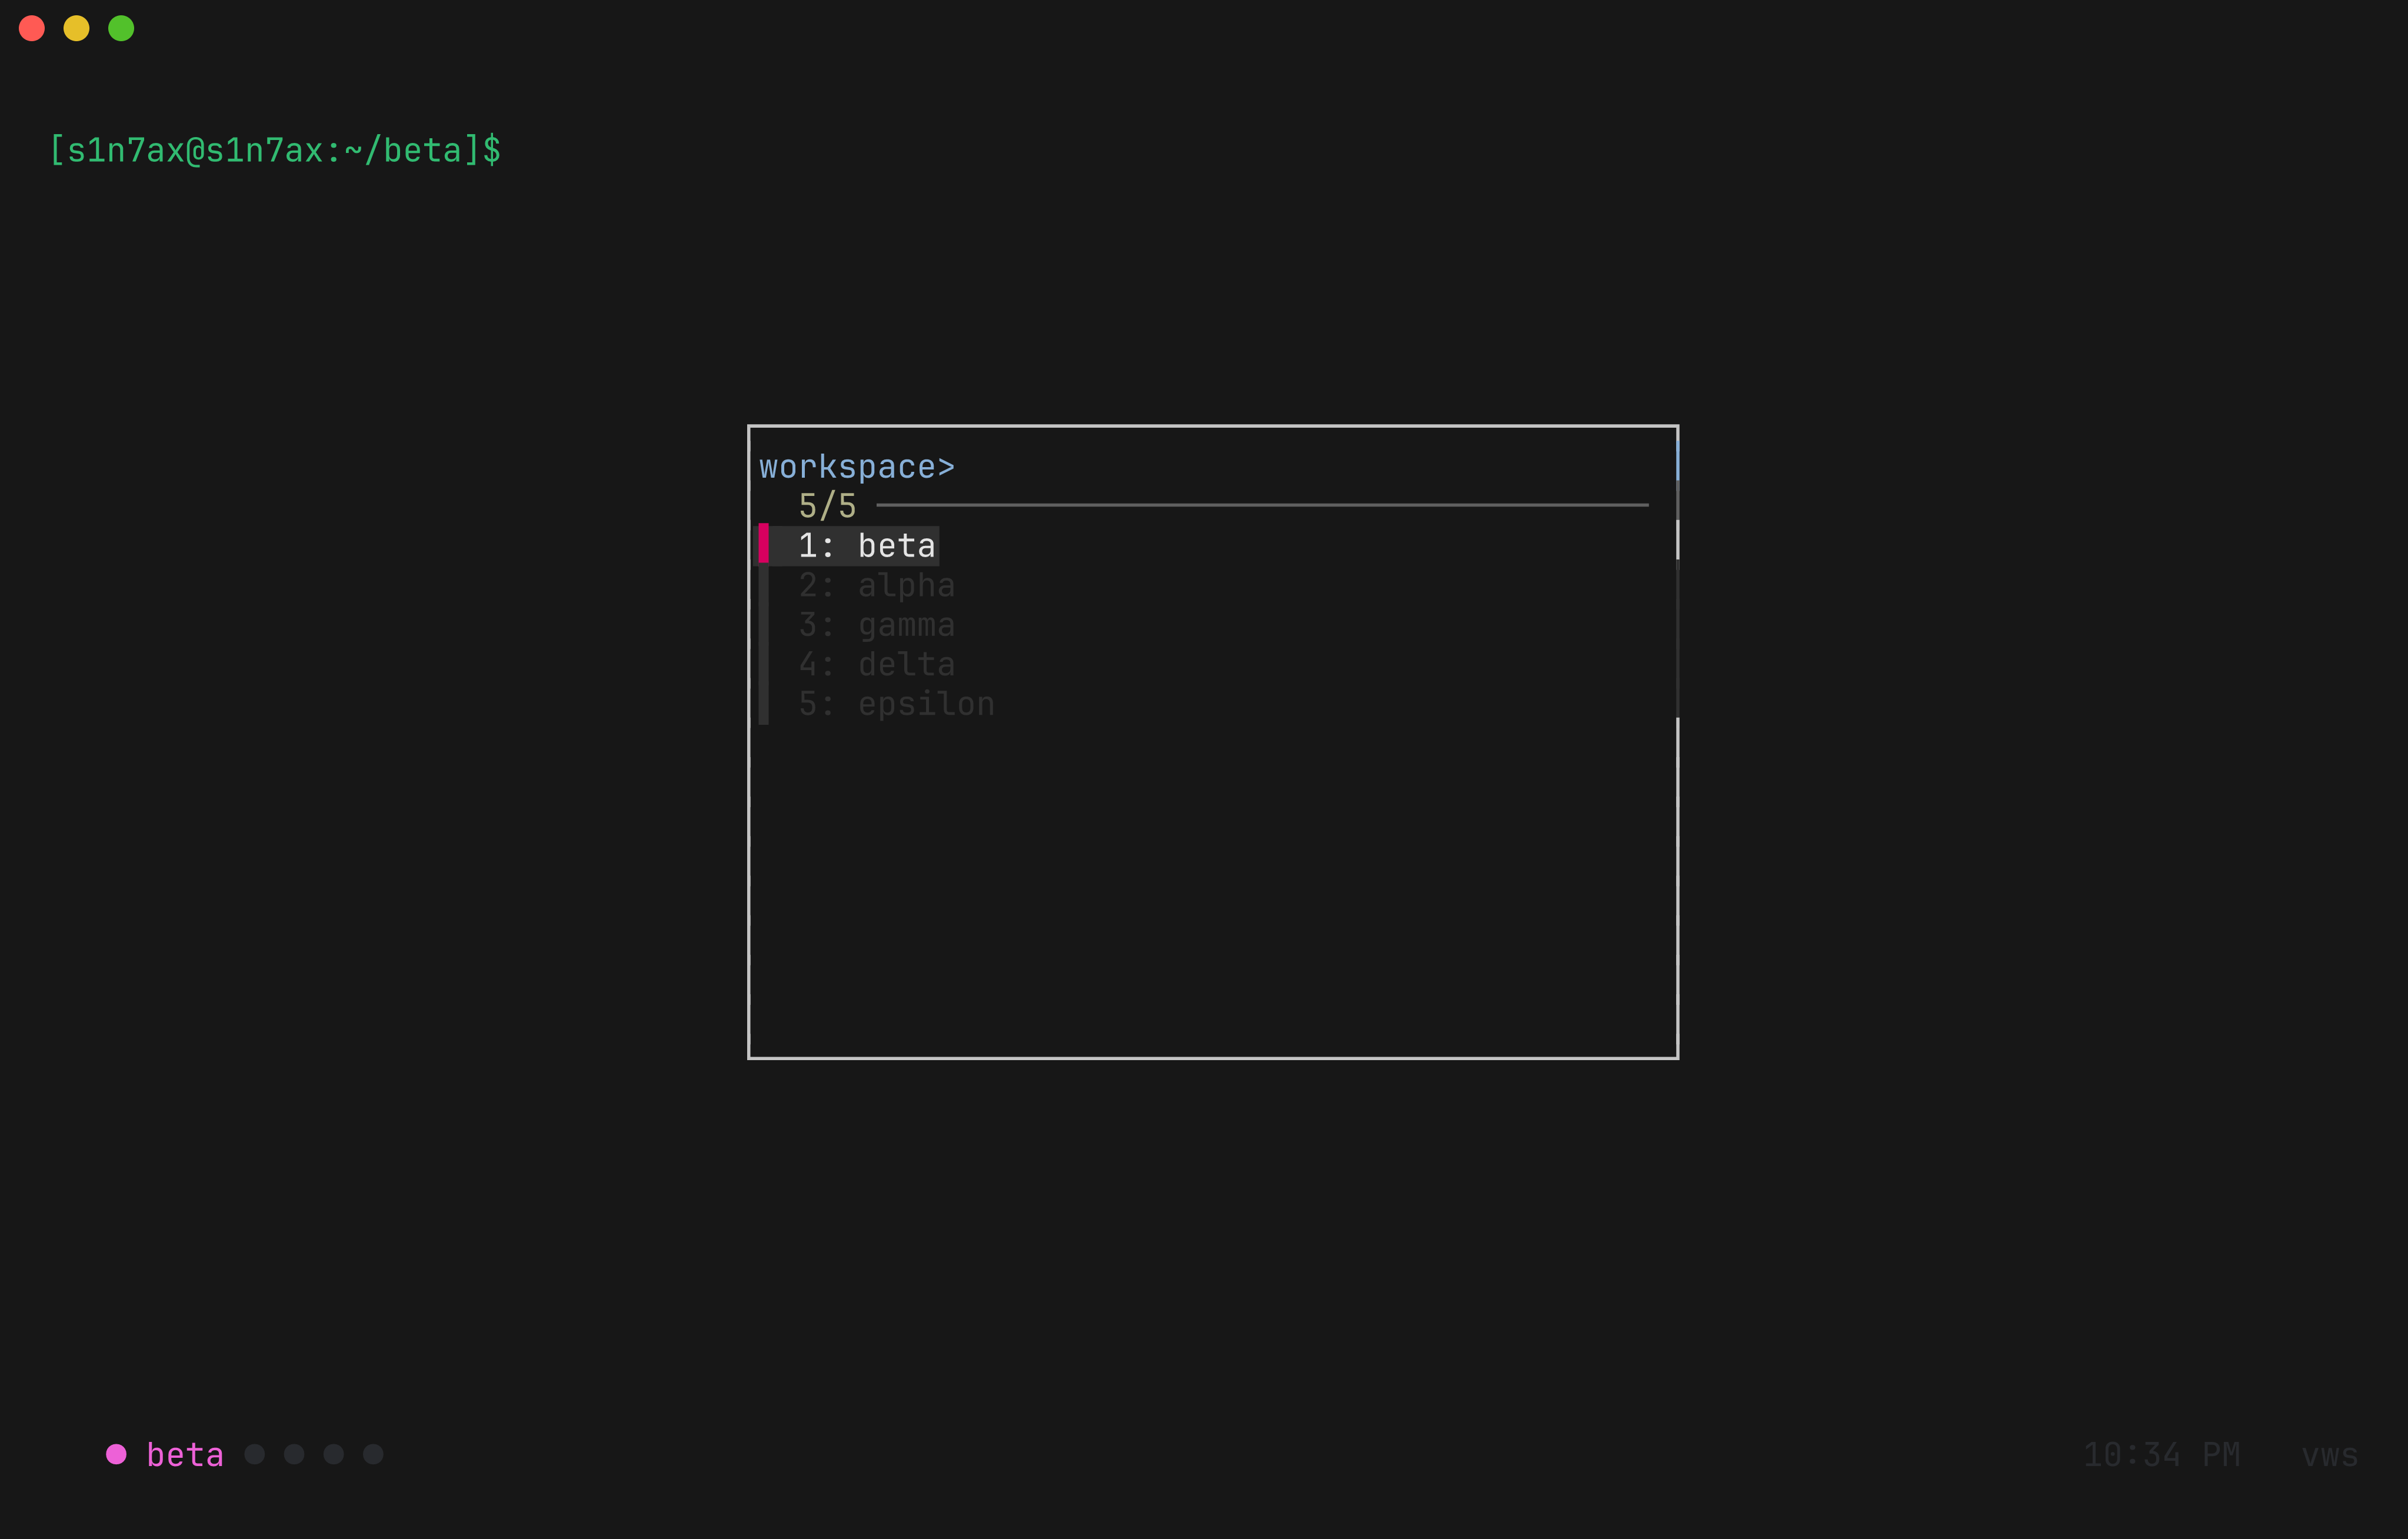 [s1n7ax@s1n7ax:~/beta]$
workspace>
5/5
1: beta
2: alpha
3: gamma
4: delta
5: epsilon
beta
10:34 PM vws